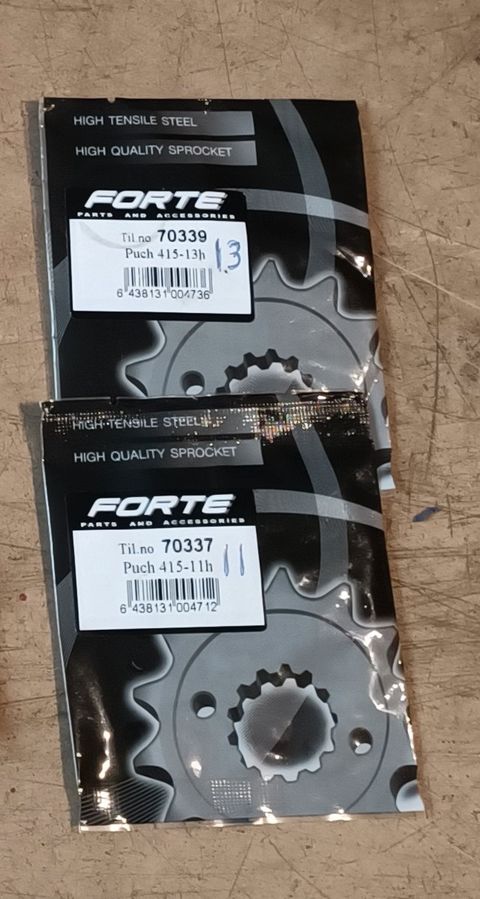 HIGH TENSILE STEEL
HIGH QUALITY SPROCKET
FORTE
PARTS AND ACCESSORIES
Til.no 70339
Puch 415-13h 13
6 438131 004736
HIGH TENSILE STEEL
HIGH QUALITY SPROCKET
FORTE
PARTS AND ACCESSORIES
Til.no 70337
Puch 415-11h 11
6 438131 004712